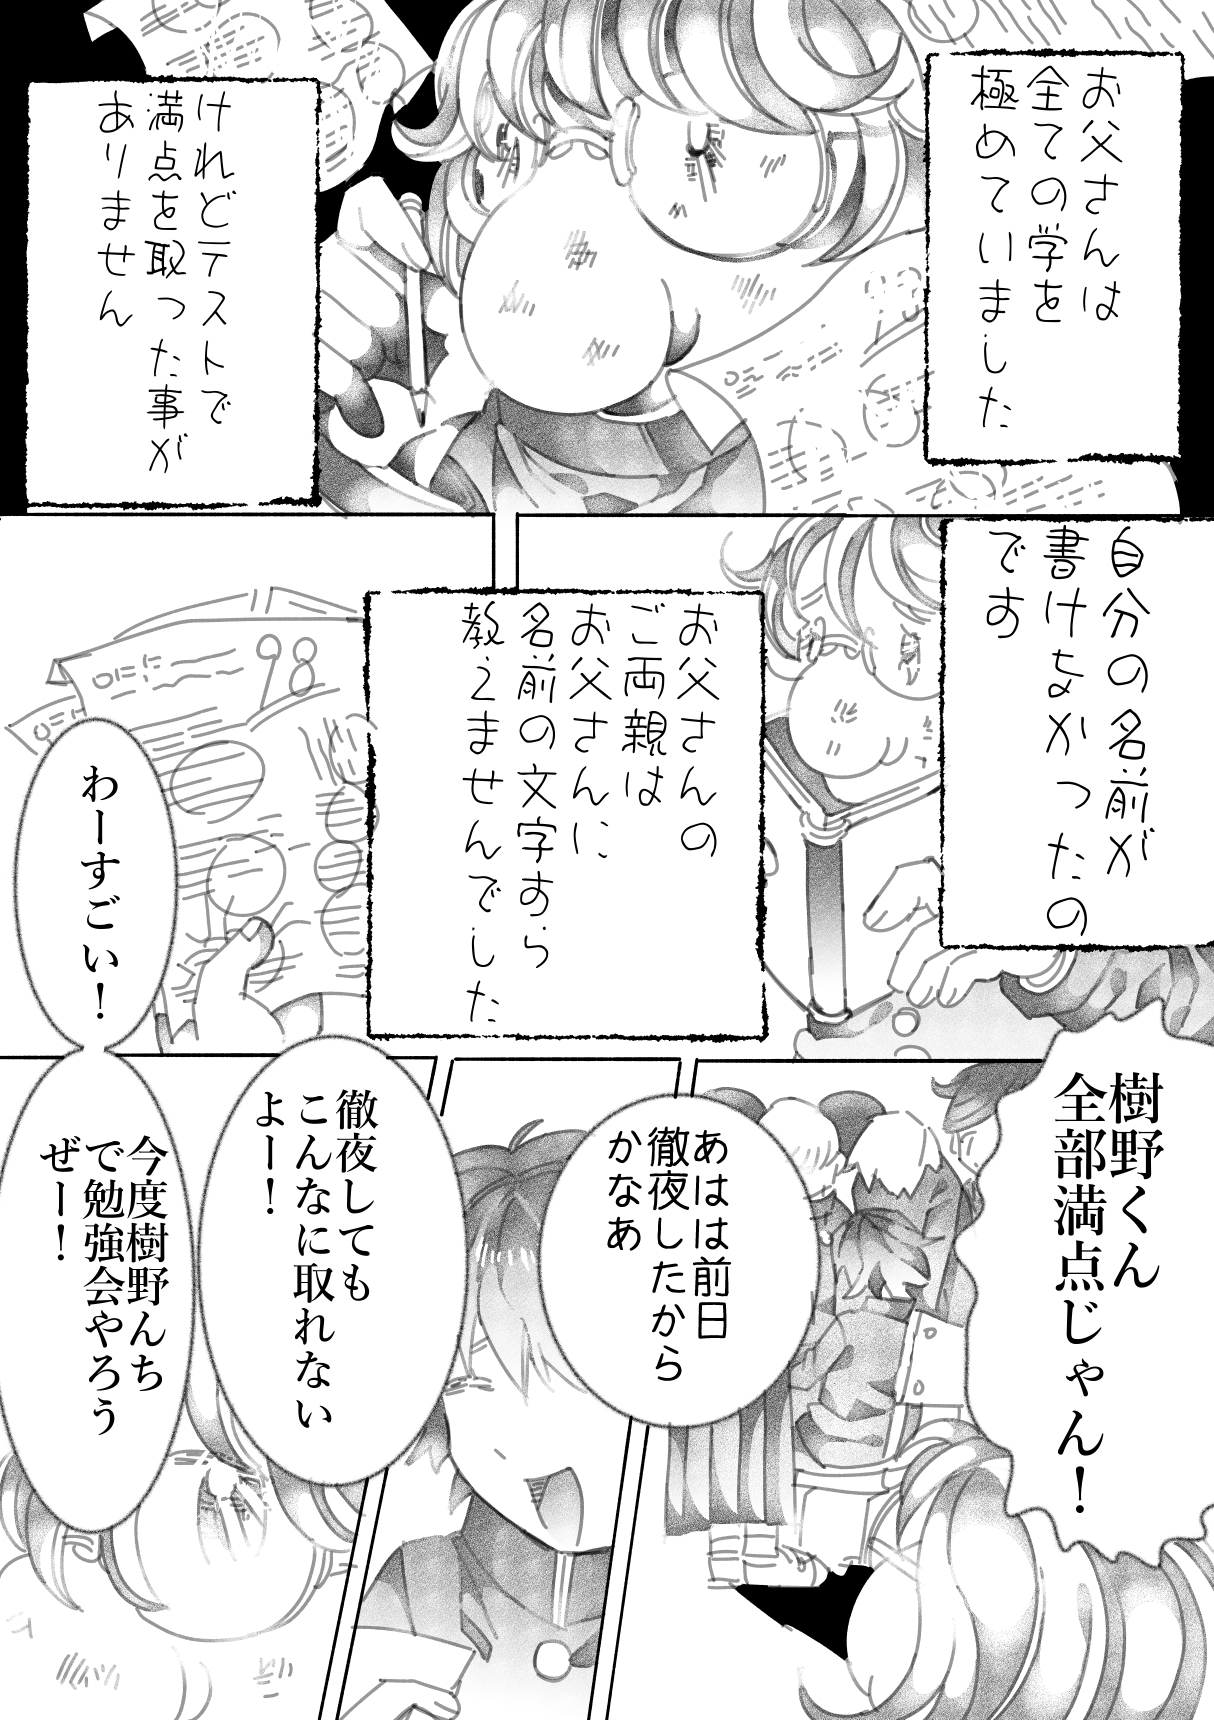 お父さんは
全ての学を
極めていました
けれどテストで
満点を取った事が
ありません
自分の名前が
書けなかったの
です
お父さんの
ご両親は
お父さんに
名前の文字すら
教えませんでした
98
わーすごい！
樹野くん
全部満点じゃん！
あはは前日
徹夜したから
かなあ
徹夜しても
こんなに取れない
よー！
今度樹野んち
で勉強会やろう
ぜー！